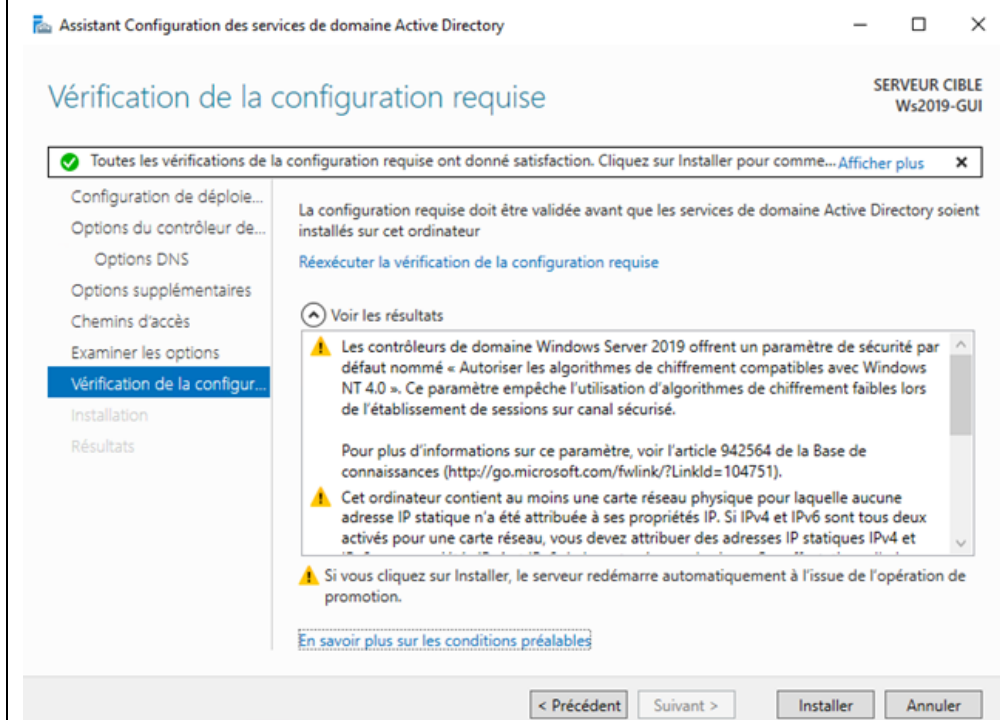 Assistant Configuration des services de domaine Active Directory
Vérification de la configuration requise
SERVEUR CIBLE
Ws2019-GUI
Toutes les vérifications de la configuration requise ont donné satisfaction. Cliquez sur Installer pour comme... Afficher plus
Configuration de déploie...
Options du contrôleur de...
Options DNS
Options supplémentaires
Chemins d'accès
Examiner les options
Vérification de la configur...
Installation
Résultats
La configuration requise doit être validée avant que les services de domaine Active Directory soient
installés sur cet ordinateur
Réexécuter la vérification de la configuration requise
Voir les résultats
Les contrôleurs de domaine Windows Server 2019 offrent un paramètre de sécurité par
défaut nommé « Autoriser les algorithmes de chiffrement compatibles avec Windows
NT 4.0 ». Ce paramètre empêche l'utilisation d'algorithmes de chiffrement faibles lors
de l'établissement de sessions sur canal sécurisé.
Pour plus d'informations sur ce paramètre, voir l'article 942564 de la Base de
connaissances (http://go.microsoft.com/fwlink/?LinkId=104751).
Cet ordinateur contient au moins une carte réseau physique pour laquelle aucune
adresse IP statique n'a été attribuée à ses propriétés IP. Si IPv4 et IPv6 sont tous deux
activés pour une carte réseau, vous devez attribuer des adresses IP statiques IPv4 et
Si vous cliquez sur Installer, le serveur redémarre automatiquement à l'issue de l'opération de
promotion.
En savoir plus sur les conditions préalables
< Précédent
Suivant >
Installer
Annuler